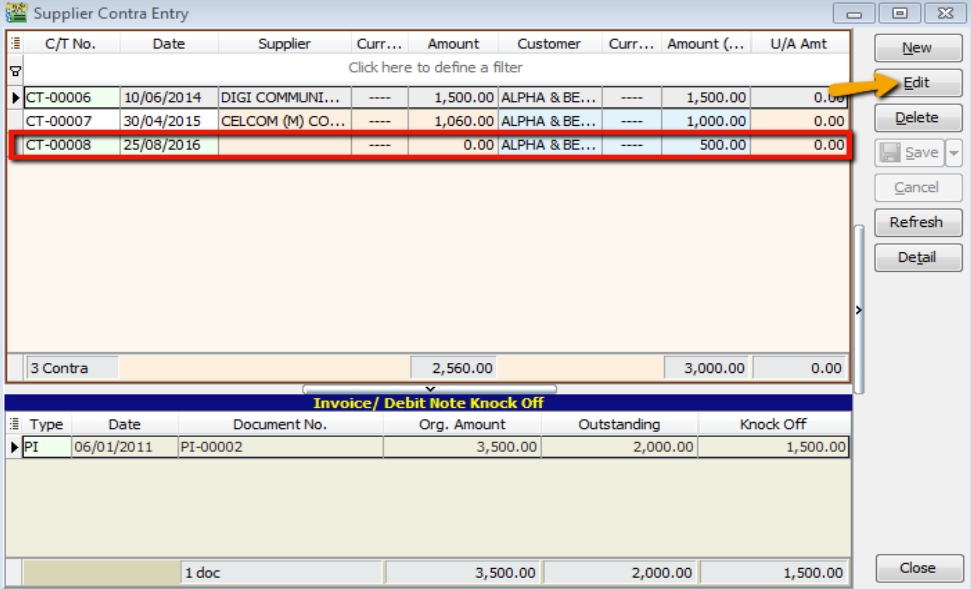 Supplier Contra Entry
C/T No. Date Supplier Curr... Amount Customer Curr... Amount (... U/A Amt
Click here to define a filter
CT-00006 10/06/2014 DIGI COMMUNI... ---- 1,500.00 ALPHA & BE... ---- 1,500.00 0.00
CT-00007 30/04/2015 CELCOM (M) CO... ---- 1,060.00 ALPHA & BE... ---- 1,000.00 0.00
CT-00008 25/08/2016 ---- 0.00 ALPHA & BE... ---- 500.00 0.00
3 Contra 2,560.00 3,000.00 0.00
New
Edit
Delete
Save
Cancel
Refresh
Detail
Invoice/ Debit Note Knock Off
Type Date Document No. Org. Amount Outstanding Knock Off
PI 06/01/2011 PI-00002 3,500.00 2,000.00 1,500.00
1 doc 3,500.00 2,000.00 1,500.00
Close